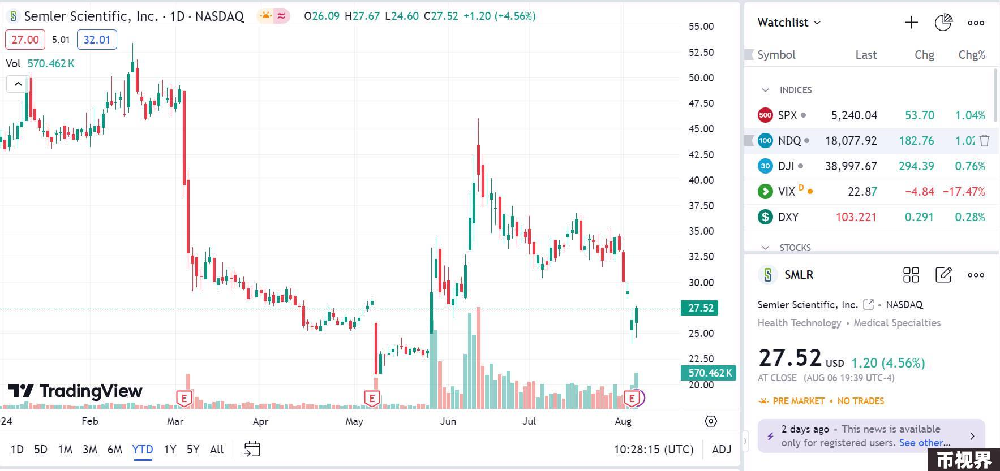 Semler Scientific, Inc. · 1D · NASDAQ O26.09 H27.67 L24.60 C27.52 +1.20 (+4.56%)
27.00 5.01 32.01
Vol 570.462 K
55.00
52.50
50.00
47.50
45.00
42.50
40.00
37.50
35.00
32.50
30.00
27.52
25.00
22.50
570.462 K
20.00
TradingView
E E E
24 Feb Mar Apr May Jun Jul Aug
1D 5D 1M 3M 6M YTD 1Y 5Y All 10:28:15 (UTC) ADJ
Watchlist
Symbol Last Chg Chg%
INDICES
500 SPX 5,240.04 53.70 1.04%
100 NDQ 18,077.92 182.76 1.02
30 DJI 38,997.67 294.39 0.76%
VIX D 22.87 −4.84 −17.47%
$ DXY 103.221 0.291 0.28%
STOCKS
S SMLR
Semler Scientific, Inc. • NASDAQ
Health Technology • Medical Specialties
27.52 USD 1.20 (4.56%)
AT CLOSE (AUG 06 19:39 UTC-4)
PRE MARKET • NO TRADES
2 days ago • This news is available
only for registered users. See other...
币视界